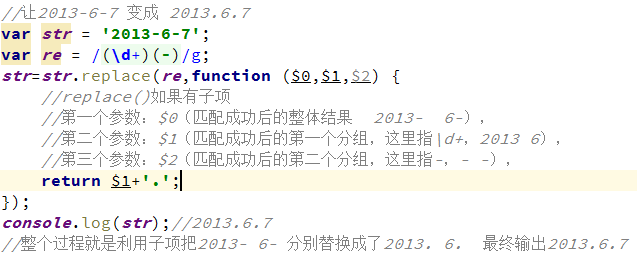 //让2013-6-7 变成 2013.6.7
var str = '2013-6-7';
var re = /(\d+)(-)/g;
str=str.replace(re,function ($0,$1,$2) {
//replace()如果有子项
//第一个参数：$0（匹配成功后的整体结果  2013-  6-），
//第二个参数：$1（匹配成功后的第一个分组，这里指\d+，2013 6），
//第三个参数：$2（匹配成功后的第二个分组，这里指-，- -），
return $1+'.';
});
console.log(str);//2013.6.7
//整个过程就是利用子项把2013- 6- 分别替换成了2013. 6.  最终输出2013.6.7